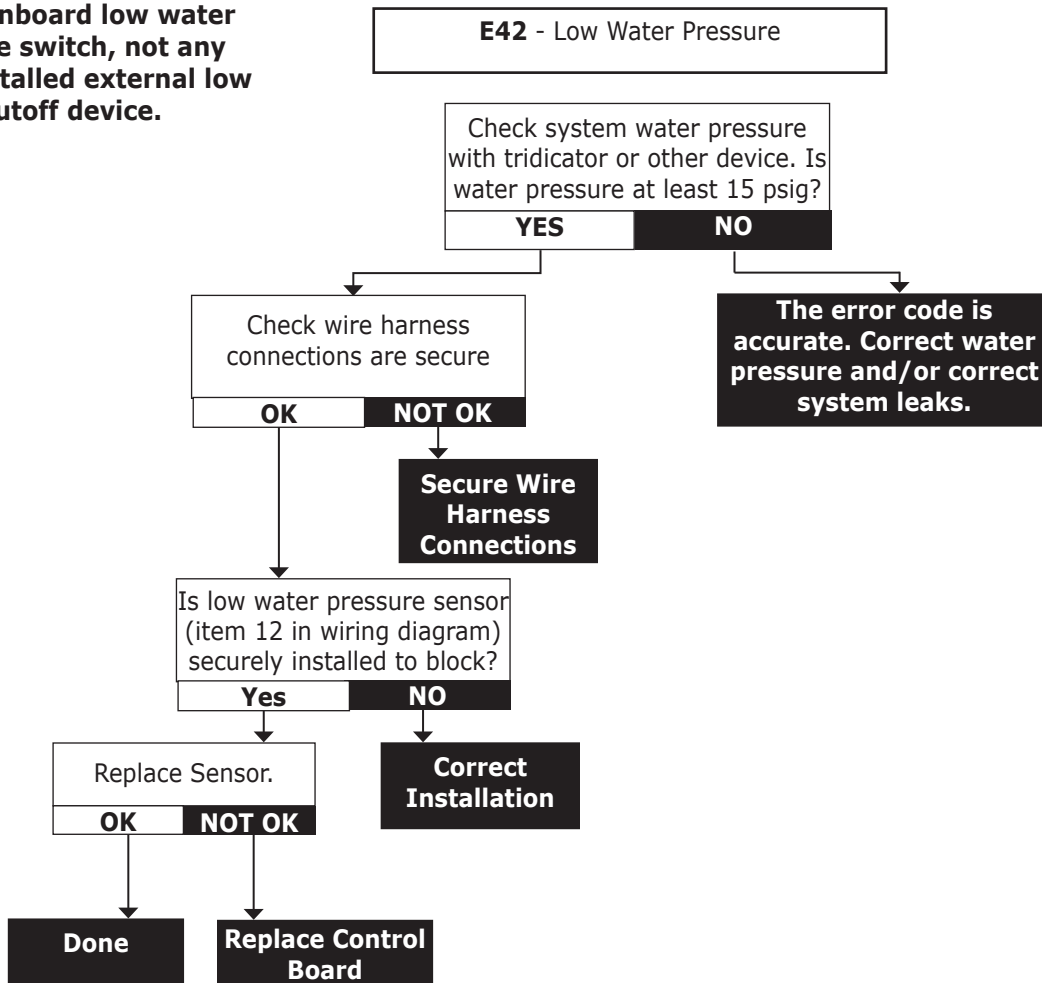 nboard low water
e switch, not any
talled external low
utoff device.
E42 - Low Water Pressure
Check system water pressure
with tridicator or other device. Is
water pressure at least 15 psig?
YES NO
Check wire harness
connections are secure
The error code is
accurate. Correct water
pressure and/or correct
system leaks.
OK NOT OK
Secure Wire
Harness
Connections
Is low water pressure sensor
(item 12 in wiring diagram)
securely installed to block?
Yes NO
Replace Sensor.
Correct
Installation
OK NOT OK
Done
Replace Control
Board